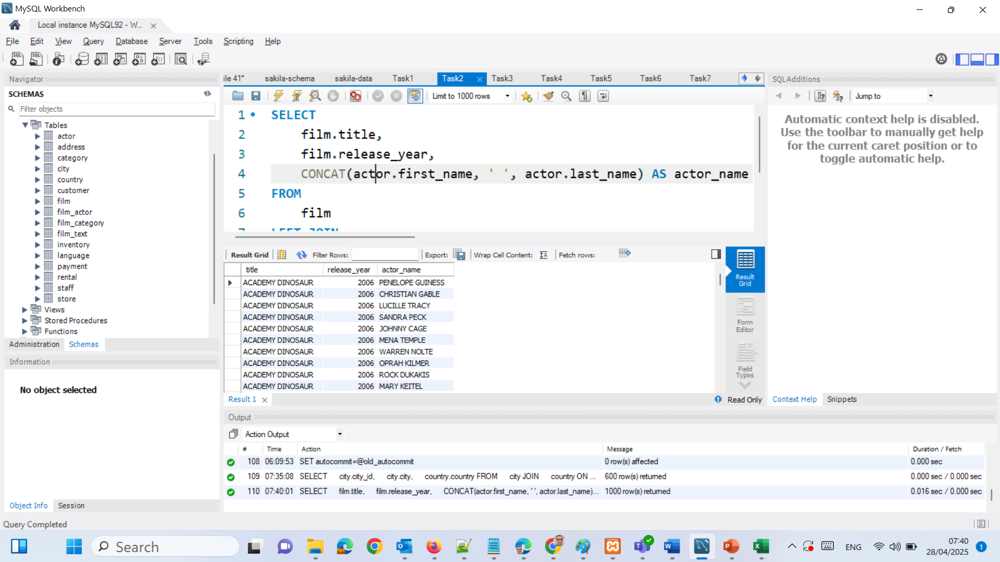 MySQL Workbench
Local instance MySQL92 - W...
File Edit View Query Database Server Tools Scripting Help
Navigator
SCHEMAS
Filter objects
Tables
actor
address
category
city
country
customer
film
film_actor
film_category
film_text
inventory
language
payment
rental
staff
store
Views
Stored Procedures
Functions
Administration Schemas
Information
No object selected
Object Info Session
Query Completed
ile 41* sakila-schema sakila-data Task1 Task2 Task3 Task4 Task5 Task6 Task7
Limit to 1000 rows
1 SELECT
2 film.title,
3 film.release_year,
4 CONCAT(actor.first_name, ' ', actor.last_name) AS actor_name
5 FROM
6 film
7 LEFT JOIN
Result Grid Filter Rows: Export: Wrap Cell Content: Fetch rows:
title release_year actor_name
ACADEMY DINOSAUR 2006 PENELOPE GUINESS
ACADEMY DINOSAUR 2006 CHRISTIAN GABLE
ACADEMY DINOSAUR 2006 LUCILLE TRACY
ACADEMY DINOSAUR 2006 SANDRA PECK
ACADEMY DINOSAUR 2006 JOHNNY CAGE
ACADEMY DINOSAUR 2006 MENA TEMPLE
ACADEMY DINOSAUR 2006 WARREN NOLTE
ACADEMY DINOSAUR 2006 OPRAH KILMER
ACADEMY DINOSAUR 2006 ROCK DUKAKIS
ACADEMY DINOSAUR 2006 MARY KEITEL
Result Grid
Form Editor
Field Types
Result 1 Read Only
SQLAdditions
Jump to
Automatic context help is disabled.
Use the toolbar to manually get help
for the current caret position or to
toggle automatic help.
Context Help Snippets
Output
Action Output
# Time Action Message Duration / Fetch
108 06:09:53 SET autocommit=@old_autocommit 0 row(s) affected 0.000 sec
109 07:35:08 SELECT city.city_id, city.city, country.country FROM city JOIN country ON ... 600 row(s) returned 0.000 sec / 0.000 sec
110 07:40:01 SELECT film.title, film.release_year, CONCAT(actor.first_name, ' ', actor.last_name)... 1000 row(s) returned 0.016 sec / 0.000 sec
Search
ENG
07:40
28/04/2025
1